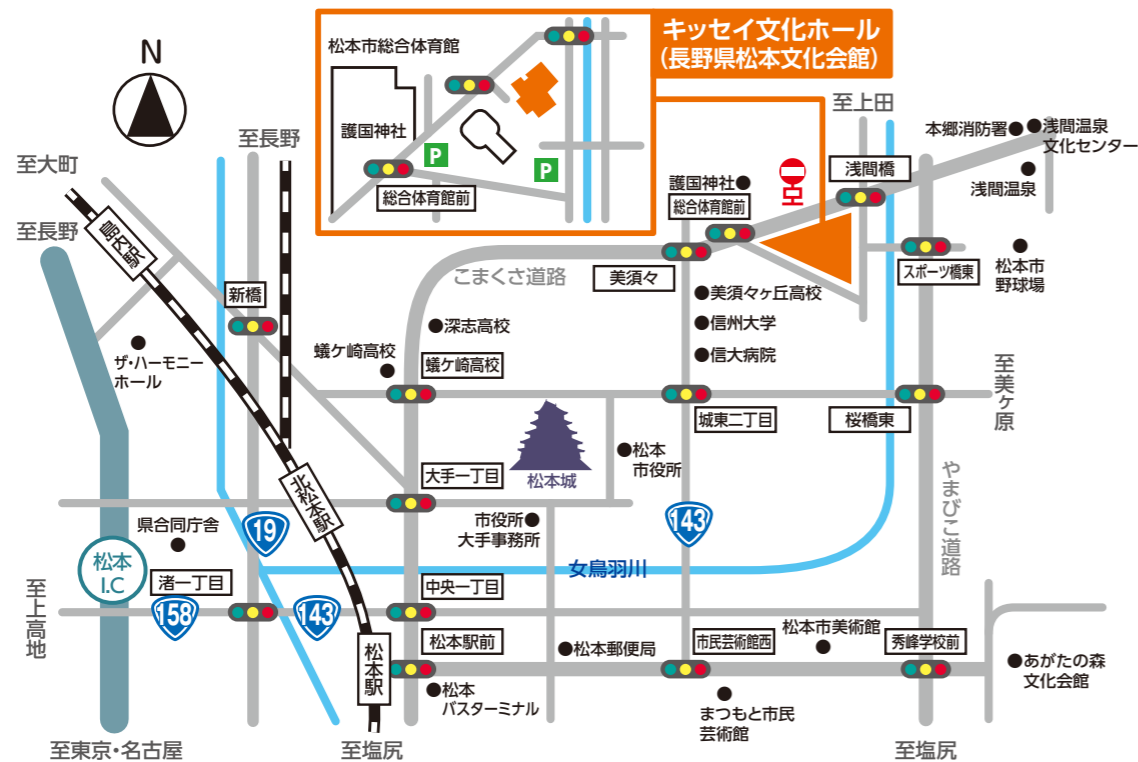 N
キッセイ文化ホール
(長野県松本文化会館)
松本市総合体育館
護国神社
P
P
総合体育館前
至上田
本郷消防署
浅間温泉
文化センター
浅間橋
浅間温泉
至長野
至大町
至長野
島内駅
護国神社
総合体育館前
こまくさ道路
美須々
スポーツ橋東
松本市
野球場
新橋
美須々ヶ丘高校
信州大学
信大病院
深志高校
ザ・ハーモニー
ホール
蟻ケ崎高校
蟻ケ崎高校
城東二丁目
桜橋東
至美ヶ原
松本城
松本
市役所
大手一丁目
北松本駅
市役所
大手事務所
県合同庁舎
19
143
やまびこ道路
松本
I.C
女鳥羽川
渚一丁目
158
143
中央一丁目
至上高地
松本駅
松本駅前
松本郵便局
市民芸術館西
松本市美術館
秀峰学校前
あがたの森
文化会館
松本
バスターミナル
まつもと市民
芸術館
至東京・名古屋
至塩尻
至塩尻